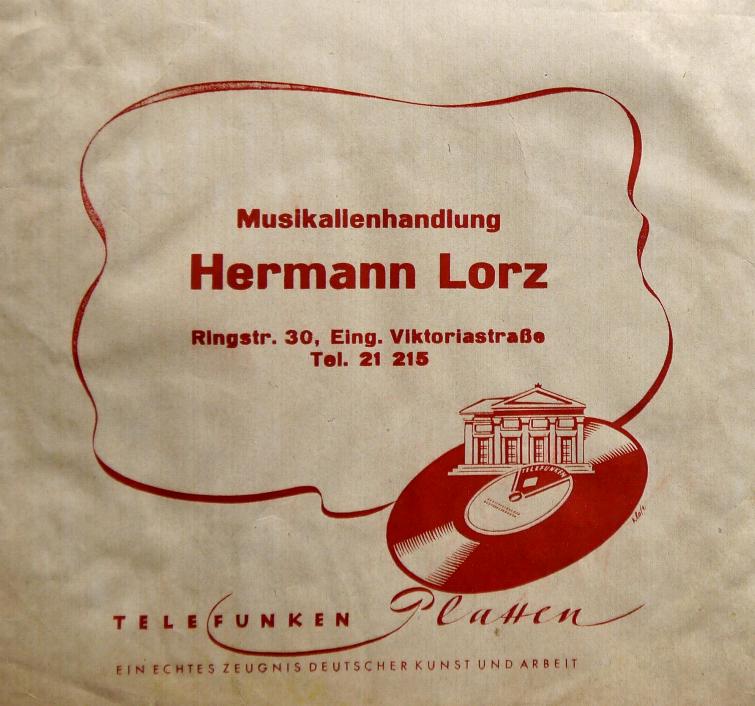 Musikalienhandlung
Hermann Lorz
Ringstr. 30, Eing. Viktoriastraße
Tel. 21 215
TELEFUNKEN
TELEFUNKEN Platten
EIN ECHTES ZEUGNIS DEUTSCHER KUNST UND ARBEIT